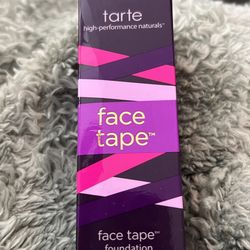 tarte
high-performance naturals™
face
tape™
face tape™
foundation